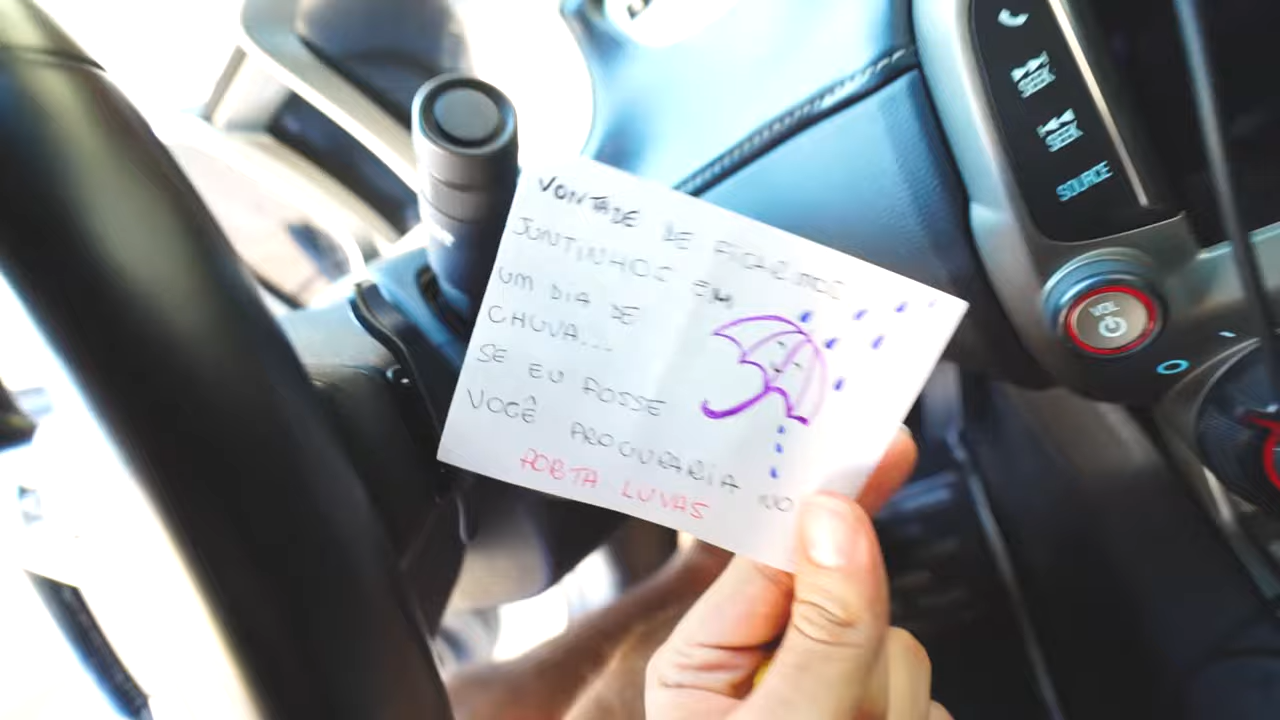 VONTADE DE FICARMOS
JUNTINHOS EM
UM DIA DE
CHUVA...
SE EU FOSSE
VOCÊ PROCURARIA NO
PORTA LUVAS
SEEK
SEEK
SOURCE
VOL